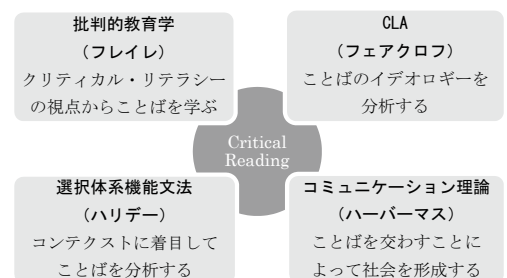 批判的教育学
（フレイレ）
クリティカル・リテラシー
の視点からことばを学ぶ
CLA
（フェアクロフ）
ことばのイデオロギーを
分析する
Critical
Reading
選択体系機能文法
（ハリデー）
コンテクストに着目して
ことばを分析する
コミュニケーション理論
（ハーバーマス）
ことばを交わすことに
よって社会を形成する